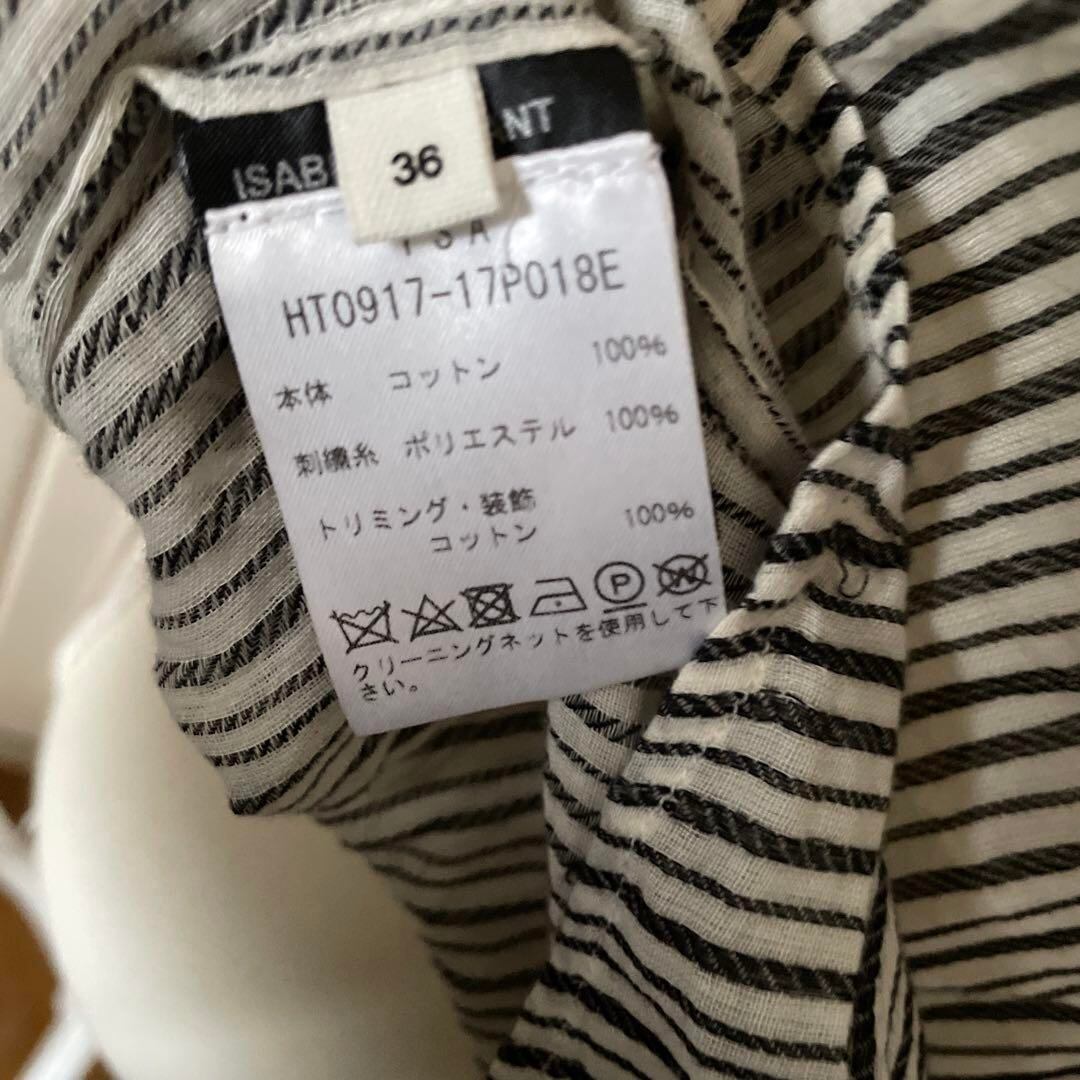 ISAB NT
36
HT0917-17P018E
本体 コットン 100%
刺繍糸 ポリエステル 100%
トリミング・装飾
コットン 100%
P W
クリーニングネットを使用して下
さい。